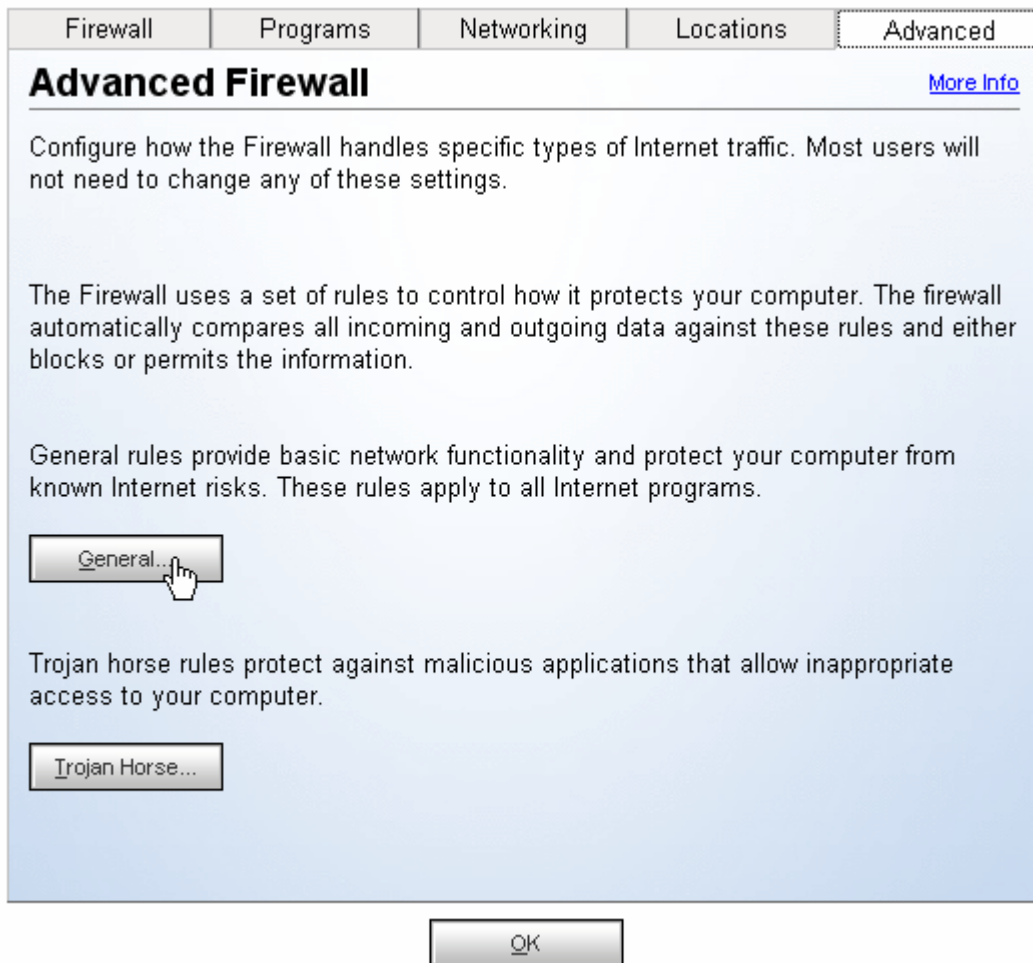 Firewall
Programs
Networking
Locations
Advanced
Advanced Firewall
More Info
Configure how the Firewall handles specific types of Internet traffic. Most users will
not need to change any of these settings.
The Firewall uses a set of rules to control how it protects your computer. The firewall
automatically compares all incoming and outgoing data against these rules and either
blocks or permits the information.
General rules provide basic network functionality and protect your computer from
known Internet risks. These rules apply to all Internet programs.
General...
Trojan horse rules protect against malicious applications that allow inappropriate
access to your computer.
Trojan Horse...
OK